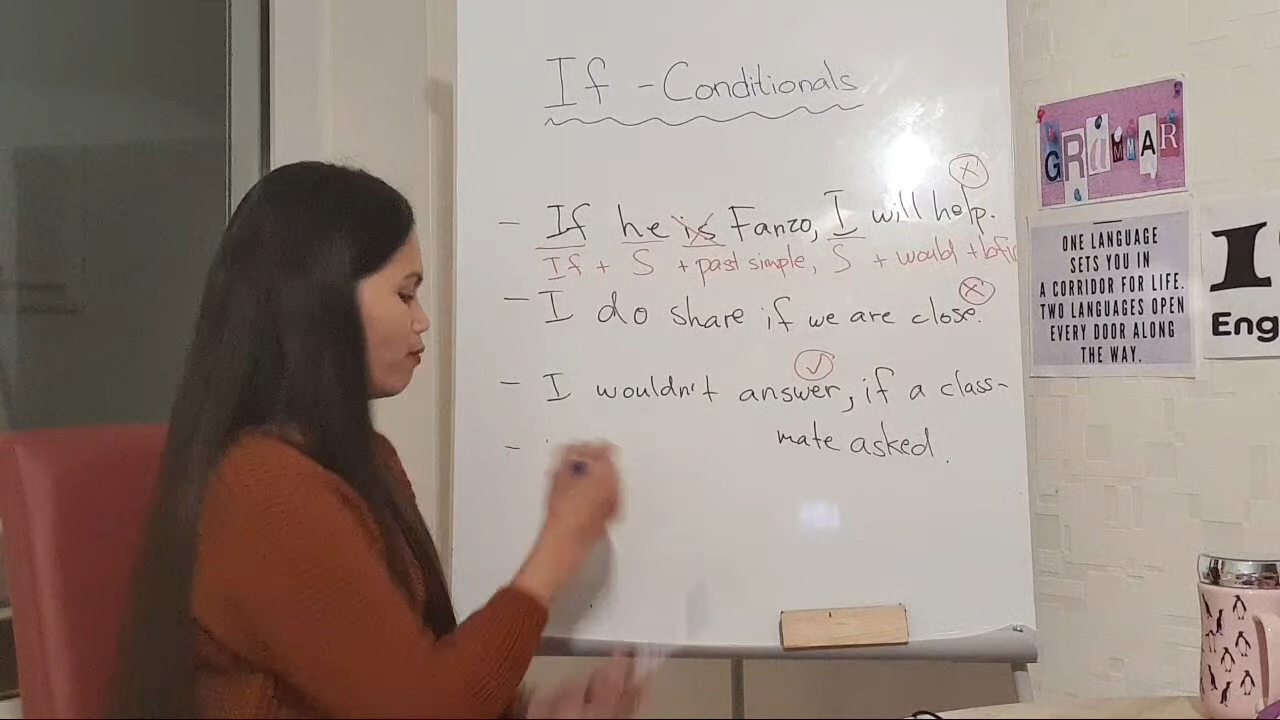 If - Conditionals
- If he is Fanzo, I will help.
If + S + past simple, S + would + bfi
- I do share if we are close.
- I wouldn't answer, if a class-
mate asked.
-
GRaMMAR
ONE LANGUAGE
SETS YOU IN
A CORRIDOR FOR LIFE.
TWO LANGUAGES OPEN
EVERY DOOR ALONG
THE WAY.
I
Eng